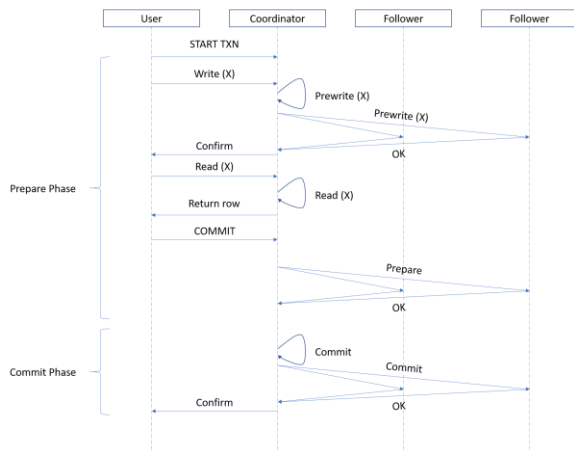 User
Coordinator
Follower
Follower
START TXN
Write (X)
Prewrite (X)
Prewrite (X)
Confirm
OK
Read (X)
Prepare Phase
Read (X)
Return row
COMMIT
Prepare
OK
Commit
Commit
Commit Phase
Confirm
OK